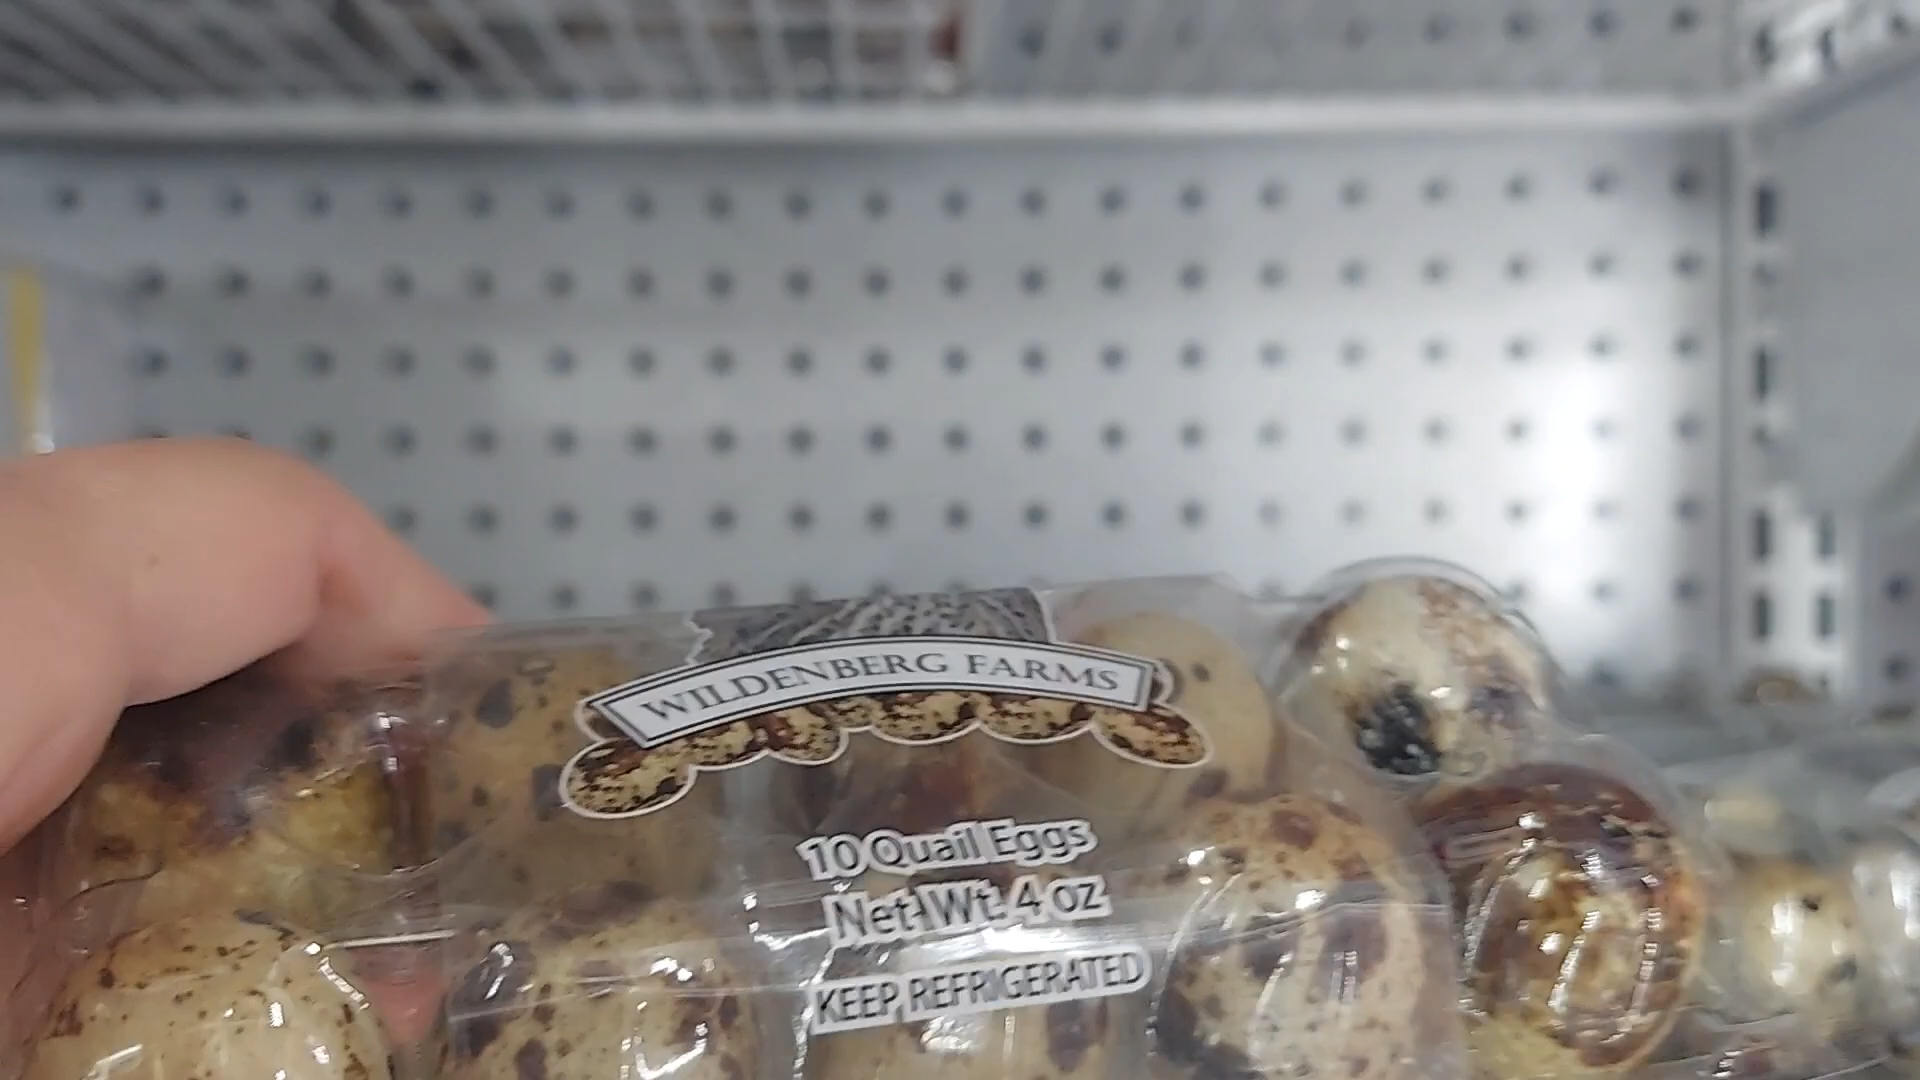 WILDENBERG FARMS
10 Quail Eggs
Net Wt. 4 oz
KEEP REFRIGERATED